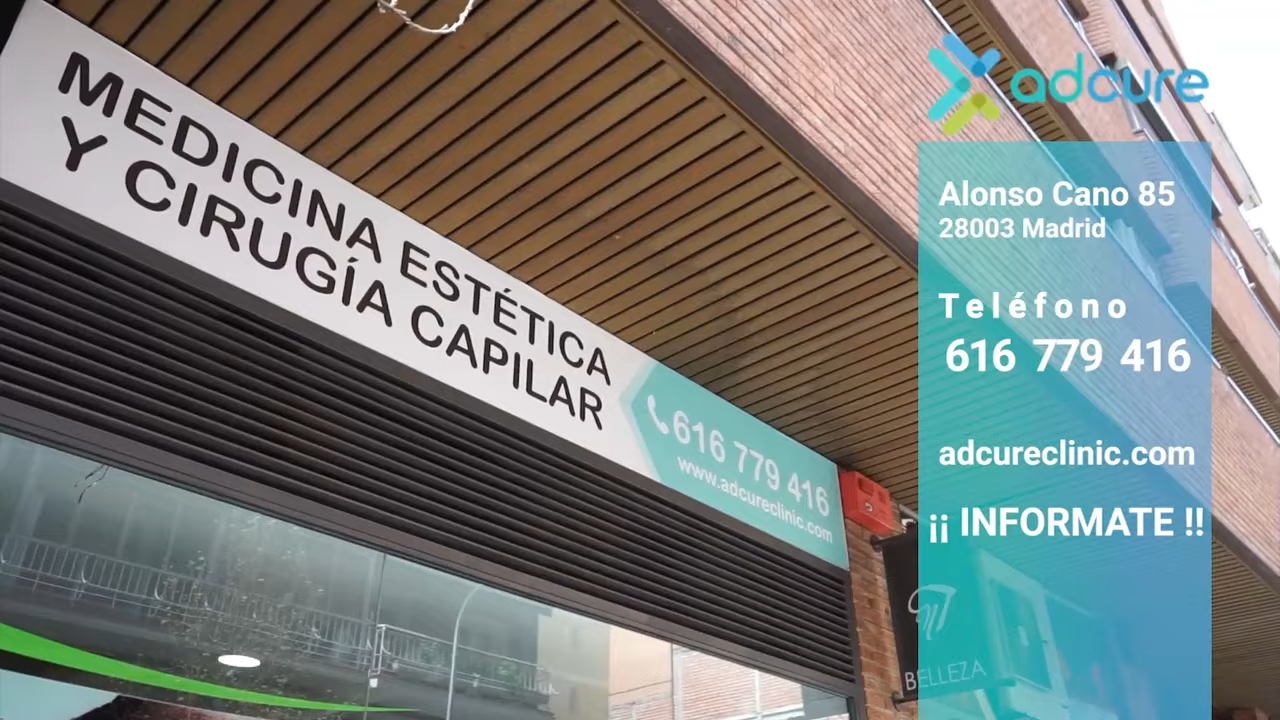 MEDICINA ESTÉTICA
Y CIRUGÍA CAPILAR
616 779 416
www.adcureclinic.com
BELLEZA
adcure
Alonso Cano 85
28003 Madrid
Teléfono
616 779 416
adcureclinic.com
¡¡ INFORMATE !!